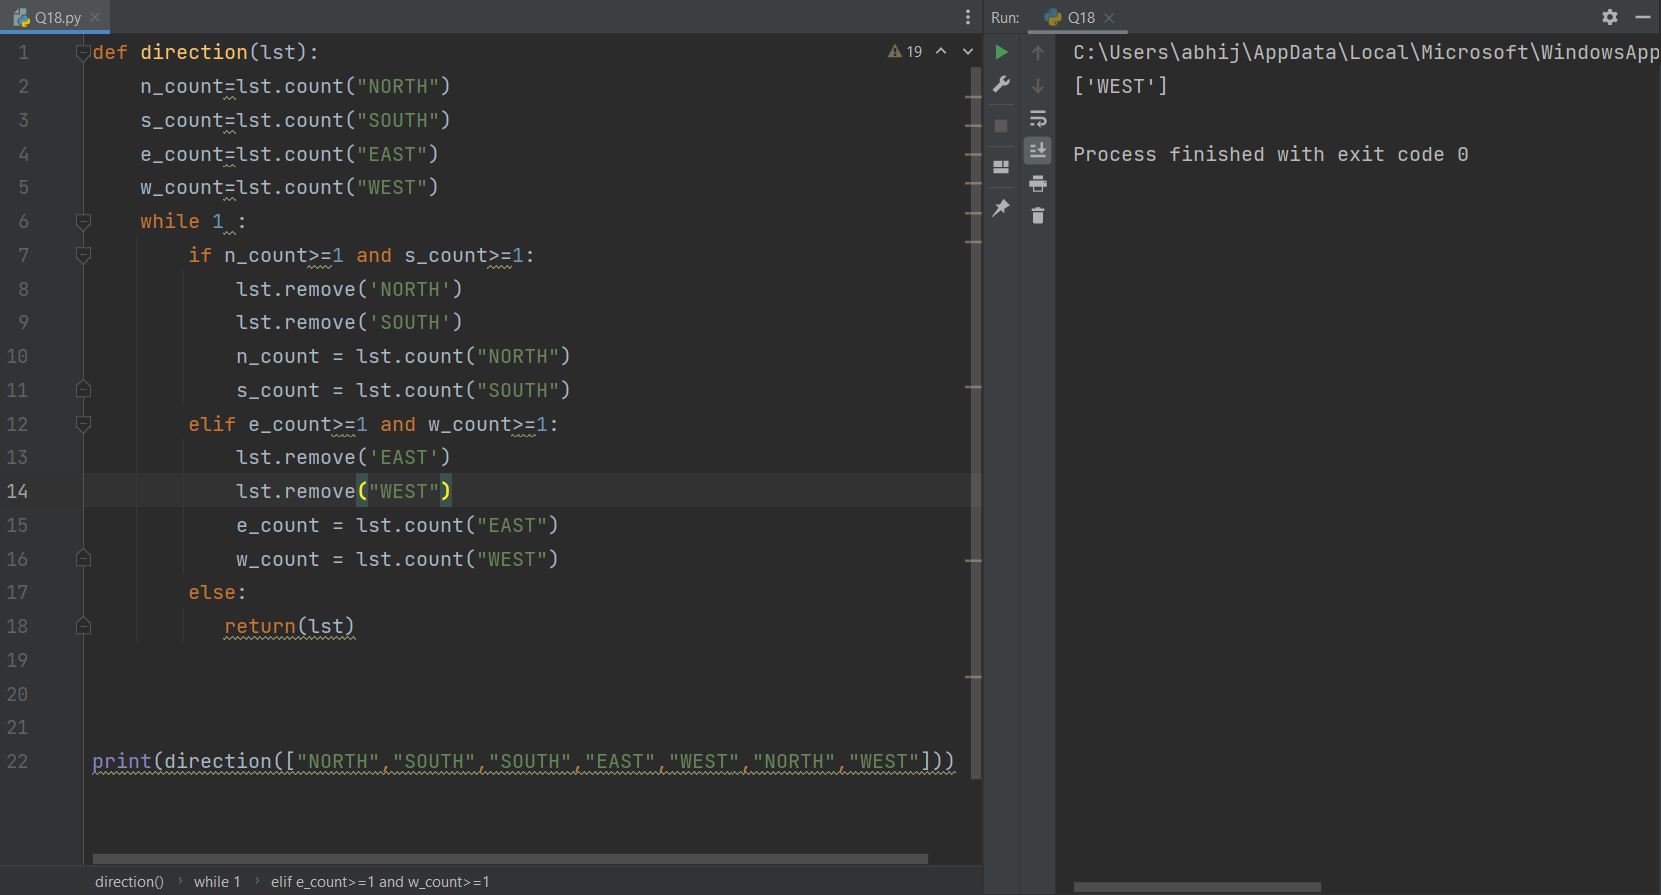 Q18.py
Run: Q18
19
1 def direction(lst):
2     n_count=lst.count("NORTH")
3     s_count=lst.count("SOUTH")
4     e_count=lst.count("EAST")
5     w_count=lst.count("WEST")
6     while 1 :
7         if n_count>=1 and s_count>=1:
8             lst.remove('NORTH')
9             lst.remove('SOUTH')
10             n_count = lst.count("NORTH")
11             s_count = lst.count("SOUTH")
12         elif e_count>=1 and w_count>=1:
13             lst.remove('EAST')
14             lst.remove("WEST")
15             e_count = lst.count("EAST")
16             w_count = lst.count("WEST")
17         else:
18            return(lst)
19
20
21
22 print(direction(["NORTH","SOUTH","SOUTH","EAST","WEST","NORTH","WEST"]))
direction() › while 1 › elif e_count>=1 and w_count>=1
C:\Users\abhij\AppData\Local\Microsoft\WindowsApp
['WEST']
Process finished with exit code 0